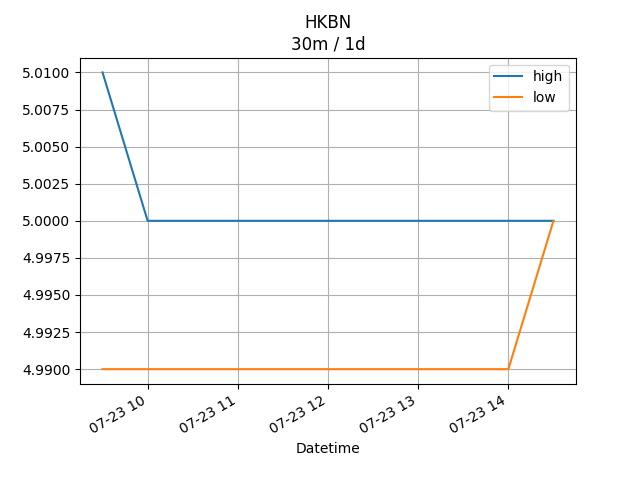 HKBN
30m / 1d
high
low
5.0100
5.0075
5.0050
5.0025
5.0000
4.9975
4.9950
4.9925
4.9900
07-23 10
07-23 11
07-23 12
07-23 13
07-23 14
Datetime